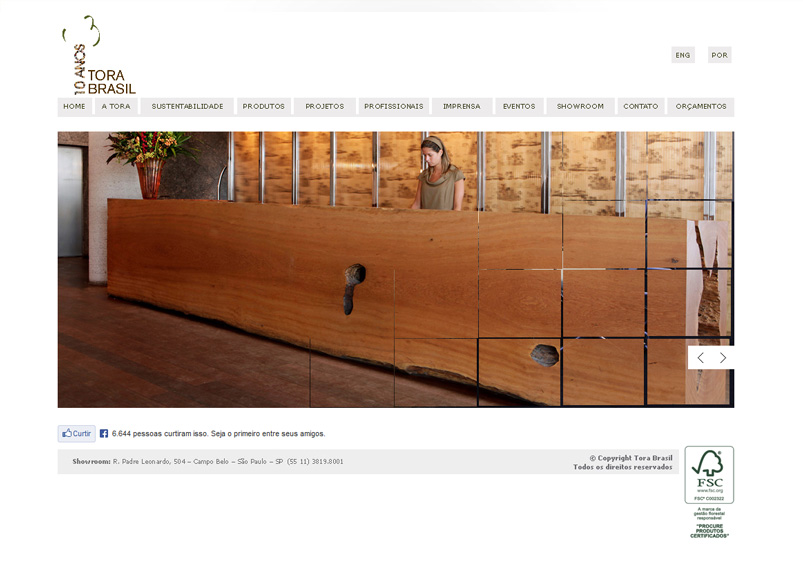 10 ANOS
TORA
BRASIL
ENG POR
HOME A TORA SUSTENTABILIDADE PRODUTOS PROJETOS PROFISSIONAIS IMPRENSA EVENTOS SHOWROOM CONTATO ORÇAMENTOS
Curtir 6.644 pessoas curtiram isso. Seja o primeiro entre seus amigos.
Showroom: R. Padre Leonardo, 504 – Campo Belo – São Paulo – SP (55 11) 3819.8001
© Copyright Tora Brasil
Todos os direitos reservados
FSC
www.fsc.org
FSC® C002522
A marca da
gestão florestal
responsável
"PROCURE
PRODUTOS
CERTIFICADOS"